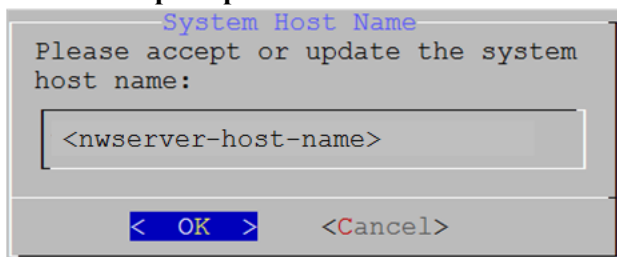 System Host Name
Please accept or update the system
host name:
<nwserver-host-name>
< OK > <Cancel>